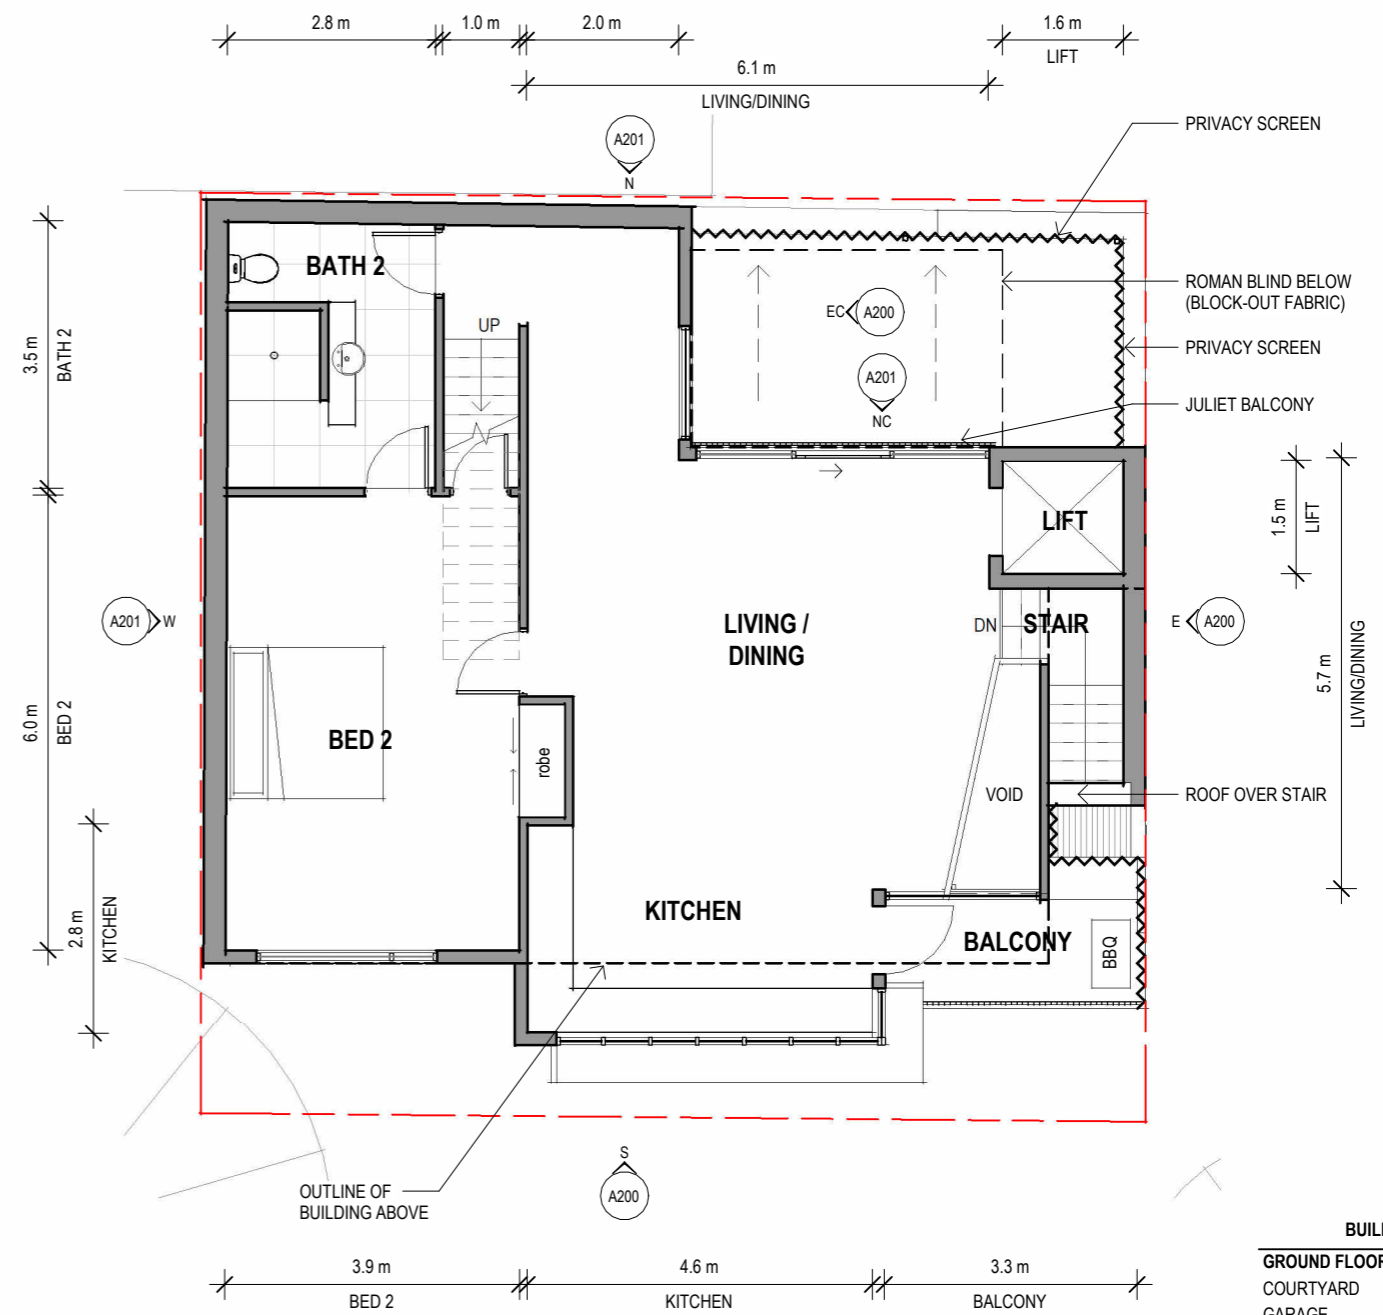 2.8 m
1.0 m
2.0 m
1.6 m
LIFT
6.1 m
LIVING/DINING
A201
N
PRIVACY SCREEN
BATH 2
3.5 m
BATH 2
UP
EC
A200
A201
NC
ROMAN BLIND BELOW
(BLOCK-OUT FABRIC)
PRIVACY SCREEN
JULIET BALCONY
LIFT
1.5 m
LIFT
A201
W
LIVING /
DINING
DN
STAIR
E
A200
5.7 m
LIVING/DINING
6.0 m
BED 2
BED 2
robe
VOID
ROOF OVER STAIR
2.8 m
KITCHEN
KITCHEN
BALCONY
BBQ
S
A200
OUTLINE OF
BUILDING ABOVE
3.9 m
BED 2
4.6 m
KITCHEN
3.3 m
BALCONY
GROUND FLOOR
COURTYARD
GARAGE